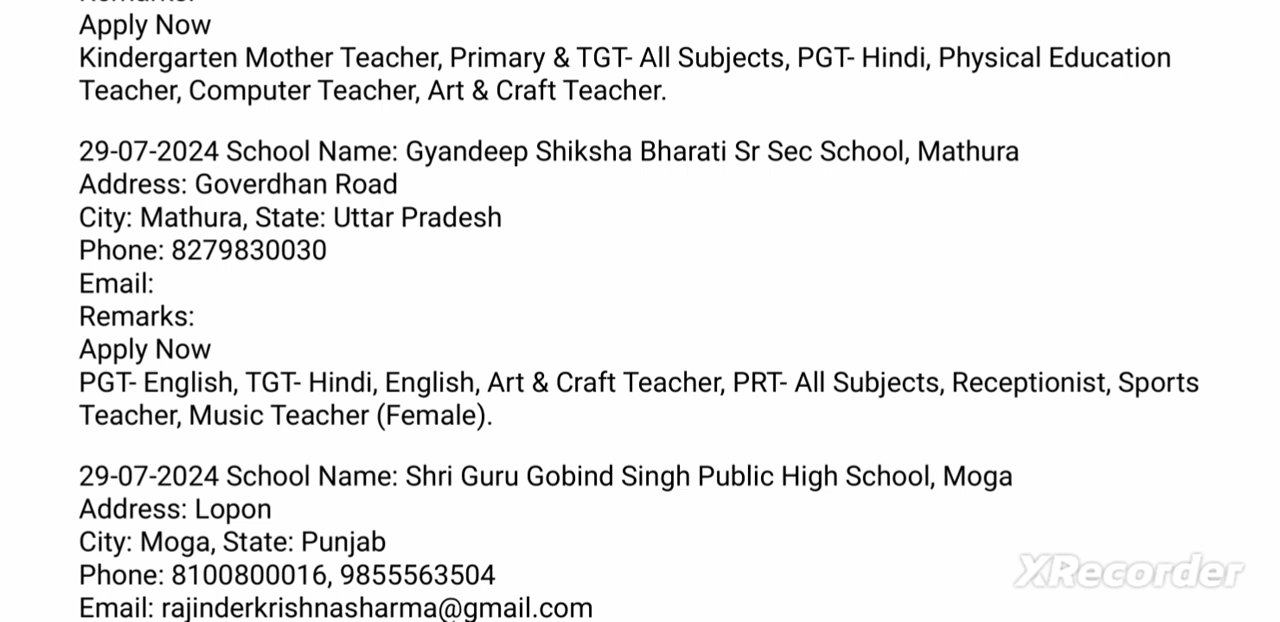 Remarks:
Apply Now
Kindergarten Mother Teacher, Primary & TGT- All Subjects, PGT- Hindi, Physical Education
Teacher, Computer Teacher, Art & Craft Teacher.
29-07-2024 School Name: Gyandeep Shiksha Bharati Sr Sec School, Mathura
Address: Goverdhan Road
City: Mathura, State: Uttar Pradesh
Phone: 8279830030
Email:
Remarks:
Apply Now
PGT- English, TGT- Hindi, English, Art & Craft Teacher, PRT- All Subjects, Receptionist, Sports
Teacher, Music Teacher (Female).
29-07-2024 School Name: Shri Guru Gobind Singh Public High School, Moga
Address: Lopon
City: Moga, State: Punjab
Phone: 8100800016, 9855563504
Email: rajinderkrishnasharma@gmail.com
XRecorder